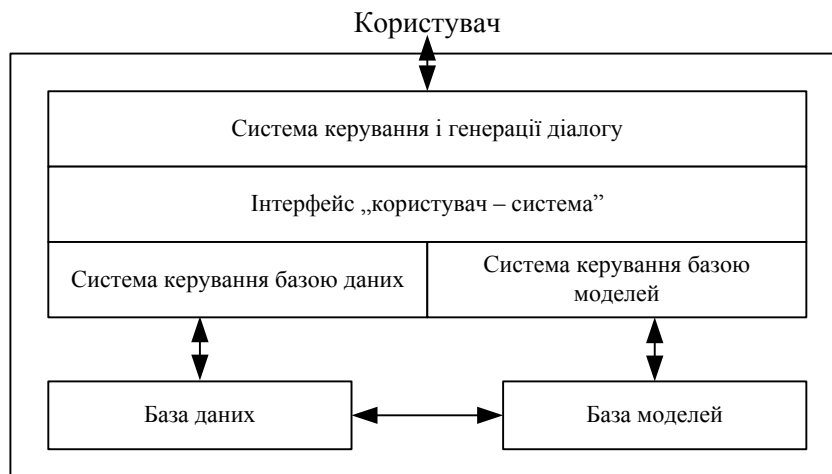 Користувач
Система керування і генерації діалогу
Інтерфейс „користувач – система”
Система керування базою даних
Система керування базою
моделей
База даних
База моделей